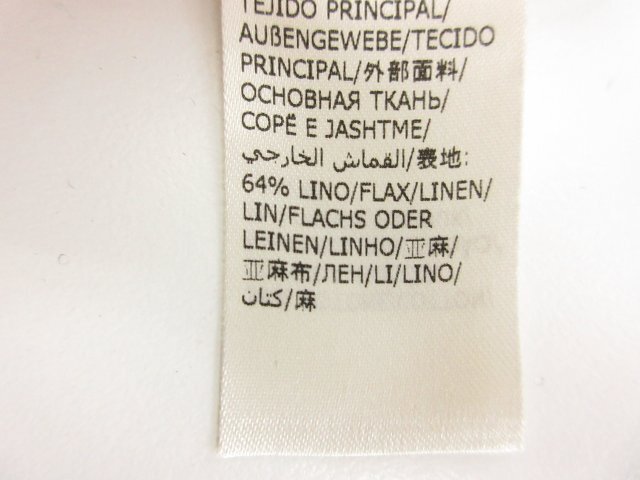 TEJIDO PRINCIPAL/
AUßENGEWEBE/TECIDO
PRINCIPAL/外部面料/
ОСНОВНАЯ ТКАНЬ/
COPË E JASHTME/
القماش الخارجي/表地:
64% LINO/FLAX/LINEN/
LIN/FLACHS ODER
LEINEN/LINHO/亚麻/
亚麻布/ЛЕН/LI/LINO/
كتان/麻